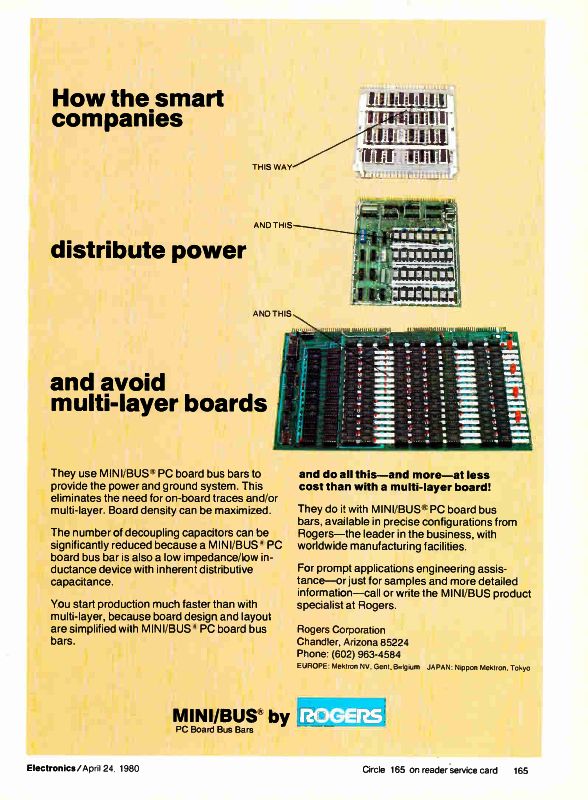 How the smart
companies
THIS WAY
AND THIS
distribute power
AND THIS
and avoid
multi-layer boards
They use MINI/BUS® PC board bus bars to
provide the power and ground system. This
eliminates the need for on-board traces and/or
multi-layer. Board density can be maximized.
The number of decoupling capacitors can be
significantly reduced because a MINI/BUS® PC
board bus bar is also a low impedance/low in-
ductance device with inherent distributive
capacitance.
You start production much faster than with
multi-layer, because board design and layout
are simplified with MINI/BUS® PC board bus
bars.
and do all this—and more—at less
cost than with a multi-layer board!
They do it with MINI/BUS® PC board bus
bars, available in precise configurations from
Rogers—the leader in the business, with
worldwide manufacturing facilities.
For prompt applications engineering assis-
tance—or just for samples and more detailed
information—call or write the MINI/BUS product
specialist at Rogers.
Rogers Corporation
Chandler, Arizona 85224
Phone: (602) 963-4584
EUROPE: Mektron NV, Gent, Belgium JAPAN: Nippon Mektron, Tokyo
MINI/BUS® by ROGERS
PC Board Bus Bars
Electronics / April 24, 1980
Circle 165 on reader service card 165